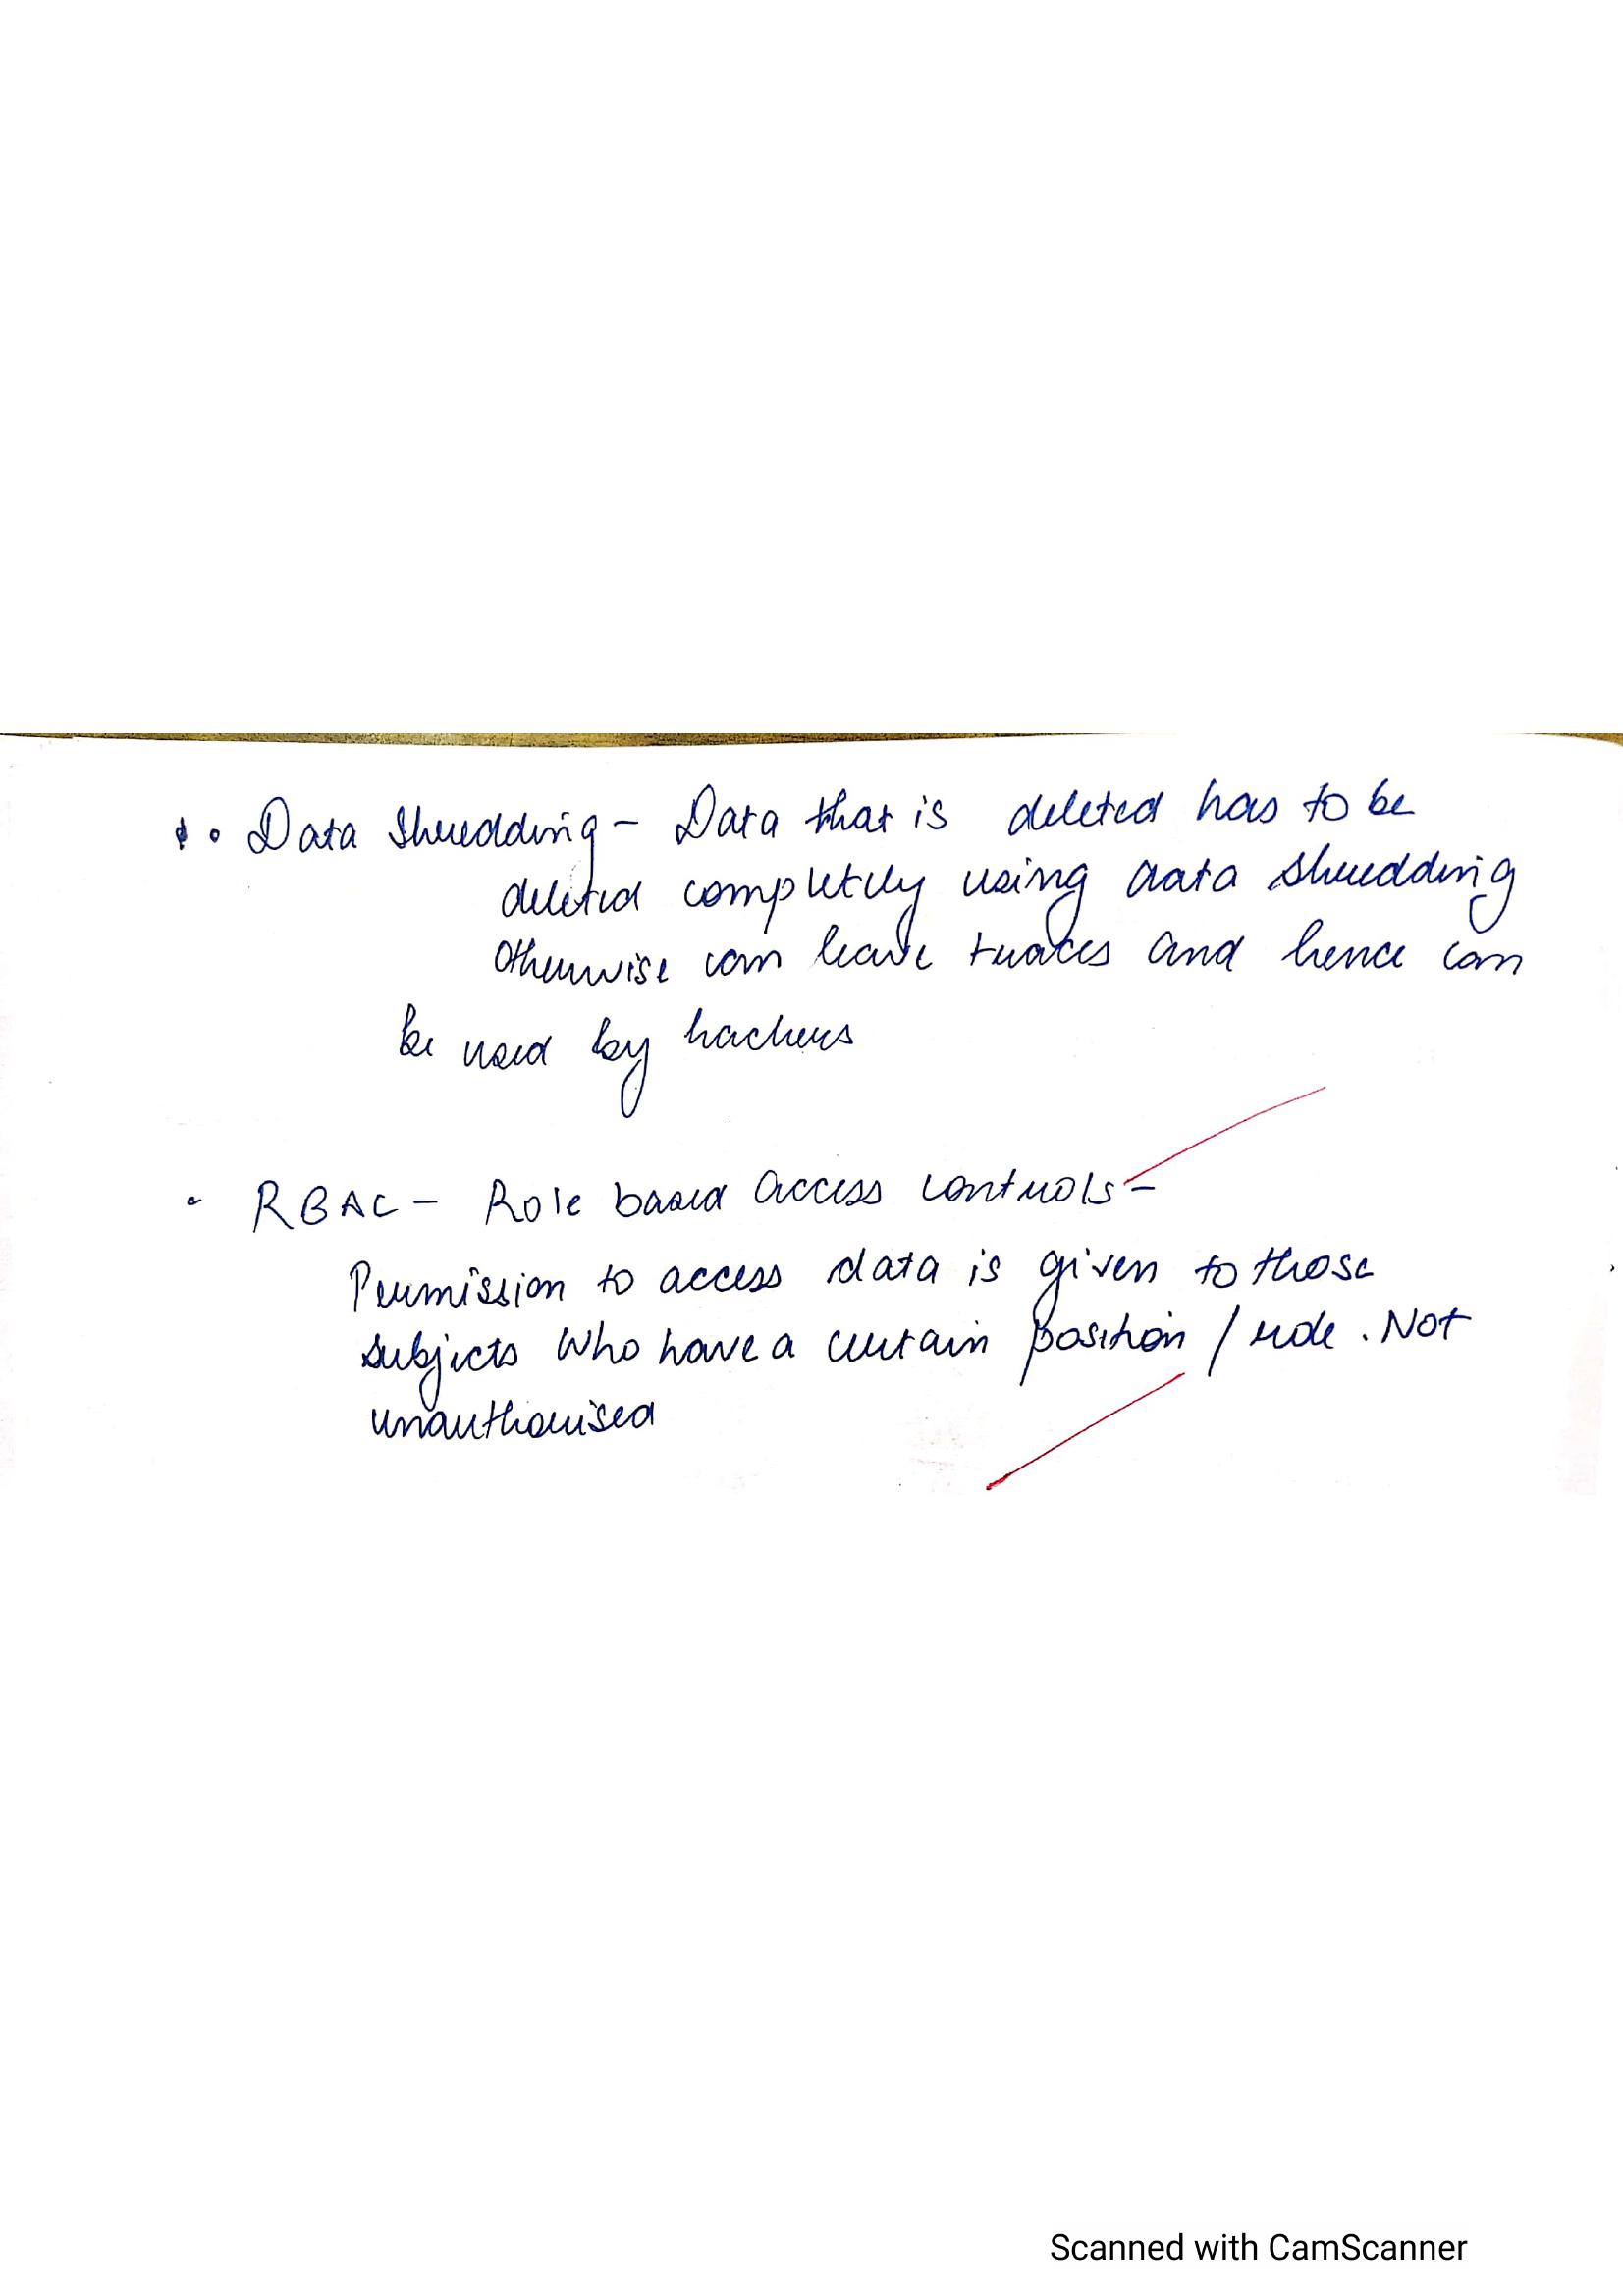 • Data Shredding - Data that is deleted has to be
deleted completely using data shredding
otherwise can leave traces and hence can
be used by hackers
• RBAC - Role based access controls -
Permission to access data is given to those
subjects who have a certain position / role. Not
unauthorised
Scanned with CamScanner